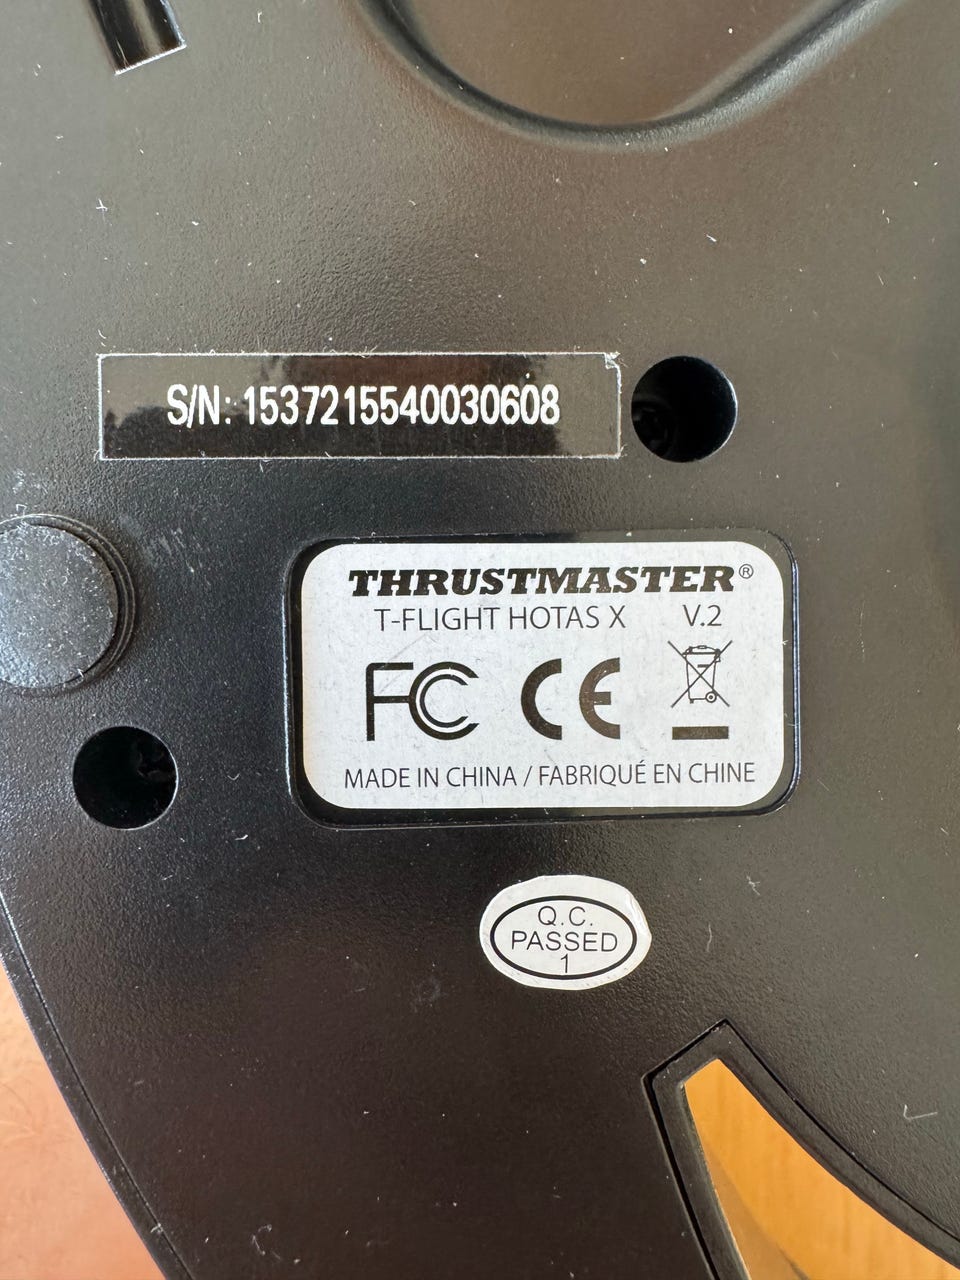 S/N: 1537215540030608
THRUSTMASTER®
T-FLIGHT HOTAS X V.2
FC CE
MADE IN CHINA / FABRIQUÉ EN CHINE
Q.C.
PASSED
1